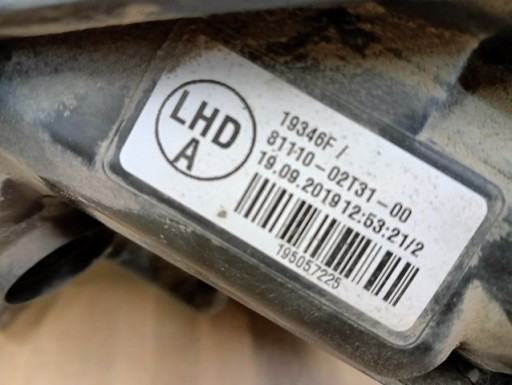 LHD
A
19346F /
81110-02T31-00
19.09.2019 12:53:21/2
195057225